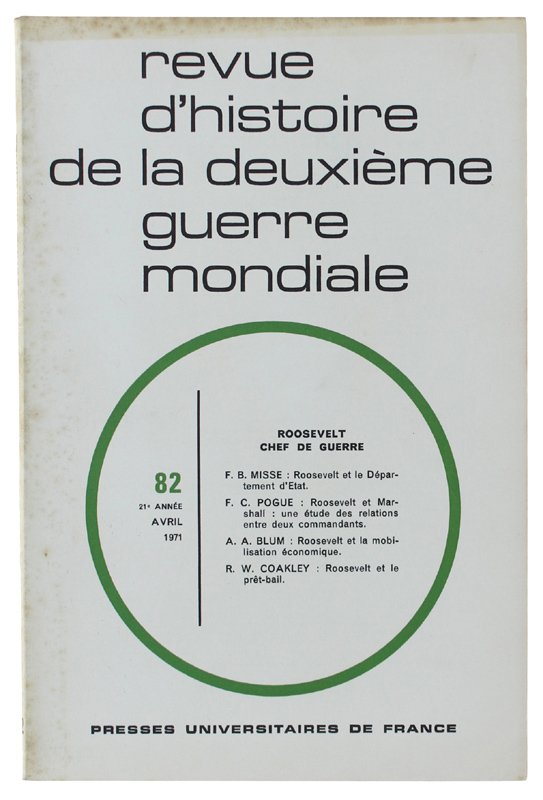 revue
d'histoire
de la deuxième
guerre
mondiale
82
21e ANNÉE
AVRIL
1971
ROOSEVELT
CHEF DE GUERRE
F. B. MISSE : Roosevelt et le Dépar-
tement d'Etat.
F. C. POGUE : Roosevelt et Mar-
shall : une étude des relations
entre deux commandants.
A. A. BLUM : Roosevelt et la mobi-
lisation économique.
R. W. COAKLEY : Roosevelt et le
prêt-bail.
PRESSES UNIVERSITAIRES DE FRANCE